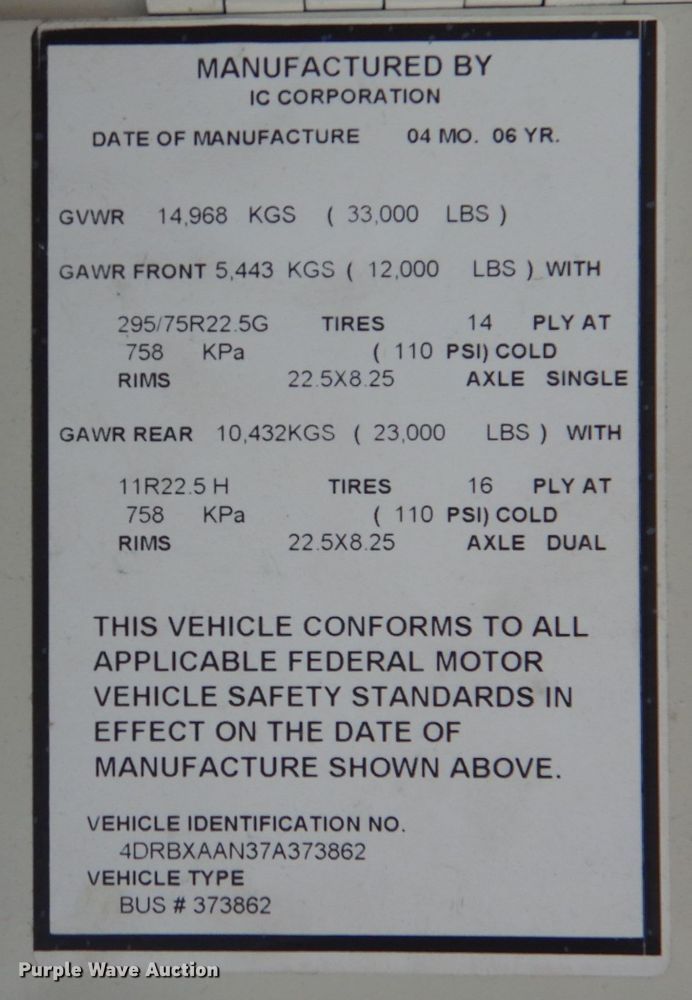 MANUFACTURED BY
IC CORPORATION
DATE OF MANUFACTURE 04 MO. 06 YR.
GVWR 14,968 KGS ( 33,000 LBS )
GAWR FRONT 5,443 KGS ( 12,000 LBS ) WITH
295/75R22.5G TIRES 14 PLY AT
758 KPa ( 110 PSI) COLD
RIMS 22.5X8.25 AXLE SINGLE
GAWR REAR 10,432KGS ( 23,000 LBS ) WITH
11R22.5 H TIRES 16 PLY AT
758 KPa ( 110 PSI) COLD
RIMS 22.5X8.25 AXLE DUAL
THIS VEHICLE CONFORMS TO ALL
APPLICABLE FEDERAL MOTOR
VEHICLE SAFETY STANDARDS IN
EFFECT ON THE DATE OF
MANUFACTURE SHOWN ABOVE.
VEHICLE IDENTIFICATION NO.
4DRBXAAN37A373862
VEHICLE TYPE
BUS # 373862
Purple Wave Auction